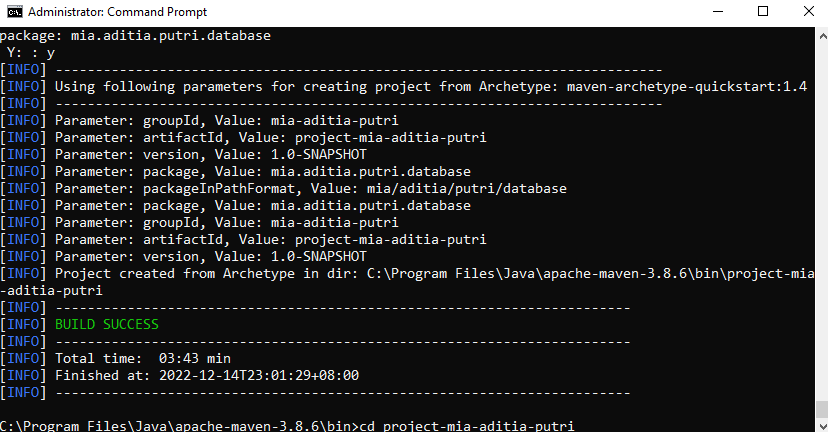 Administrator: Command Prompt
package: mia.aditia.putri.database
 Y: : y
[INFO] ----------------------------------------------------------------------------
[INFO] Using following parameters for creating project from Archetype: maven-archetype-quickstart:1.4
[INFO] ----------------------------------------------------------------------------
[INFO] Parameter: groupId, Value: mia-aditia-putri
[INFO] Parameter: artifactId, Value: project-mia-aditia-putri
[INFO] Parameter: version, Value: 1.0-SNAPSHOT
[INFO] Parameter: package, Value: mia.aditia.putri.database
[INFO] Parameter: packageInPathFormat, Value: mia/aditia/putri/database
[INFO] Parameter: package, Value: mia.aditia.putri.database
[INFO] Parameter: groupId, Value: mia-aditia-putri
[INFO] Parameter: artifactId, Value: project-mia-aditia-putri
[INFO] Parameter: version, Value: 1.0-SNAPSHOT
[INFO] Project created from Archetype in dir: C:\Program Files\Java\apache-maven-3.8.6\bin\project-mia
-aditia-putri
[INFO] ------------------------------------------------------------------------
[INFO] BUILD SUCCESS
[INFO] ------------------------------------------------------------------------
[INFO] Total time:  03:43 min
[INFO] Finished at: 2022-12-14T23:01:29+08:00
[INFO] ------------------------------------------------------------------------
C:\Program Files\Java\apache-maven-3.8.6\bin>cd project-mia-aditia-putri